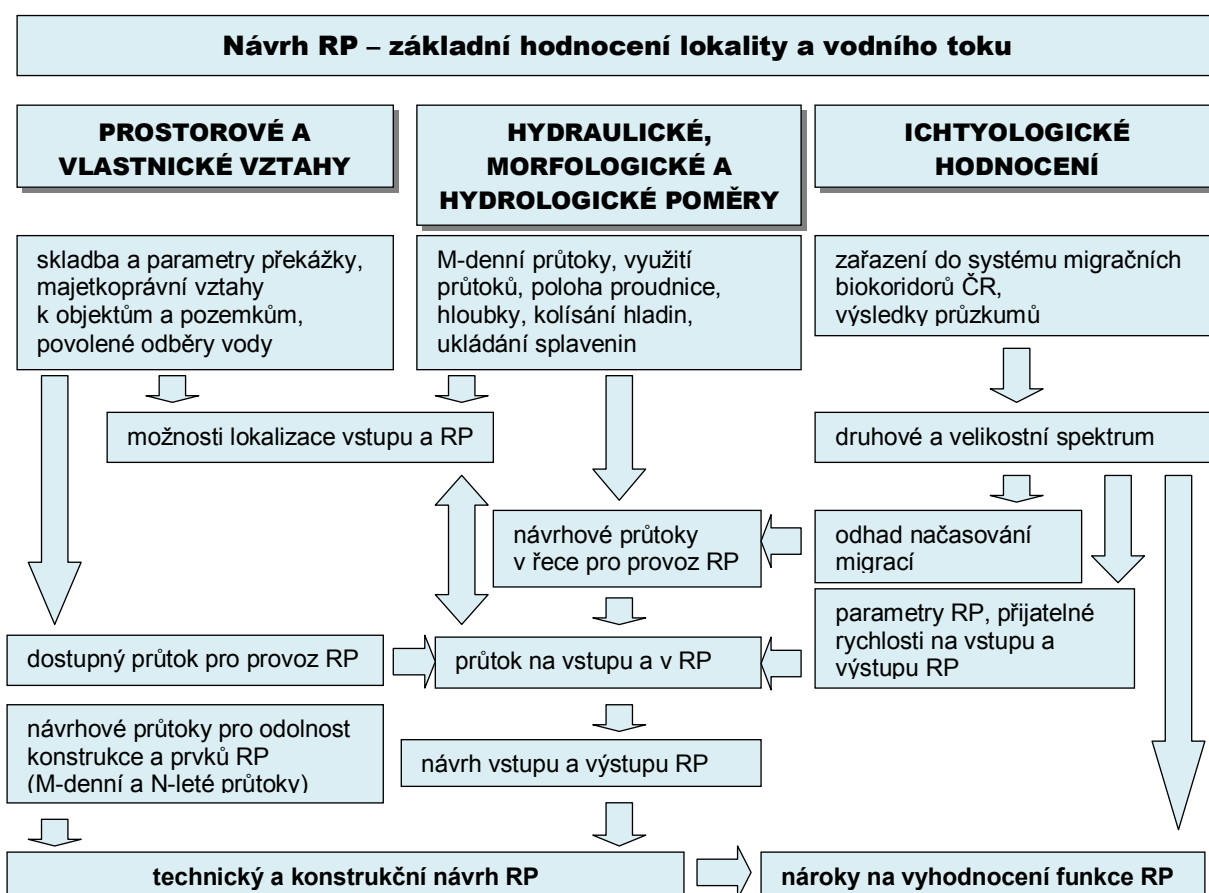 Návrh RP – základní hodnocení lokality a vodního toku
PROSTOROVÉ A
VLASTNICKÉ VZTAHY
HYDRAULICKÉ,
MORFOLOGICKÉ A
HYDROLOGICKÉ POMĚRY
ICHTYOLOGICKÉ
HODNOCENÍ
skladba a parametry překážky,
majetkoprávní vztahy
k objektům a pozemkům,
povolené odběry vody
M-denní průtoky, využití
průtoků, poloha proudnice,
hloubky, kolísání hladin,
ukládání splavenin
zařazení do systému migračních
biokoridorů ČR,
výsledky průzkumů
možnosti lokalizace vstupu a RP
druhové a velikostní spektrum
návrhové průtoky
v řece pro provoz RP
odhad načasování
migrací
dostupný průtok pro provoz RP
průtok na vstupu a v RP
parametry RP, přijatelné
rychlosti na vstupu a
výstupu RP
návrhové průtoky pro odolnost
konstrukce a prvků RP
(M-denní a N-leté průtoky)
návrh vstupu a výstupu RP
technický a konstrukční návrh RP
nároky na vyhodnocení funkce RP